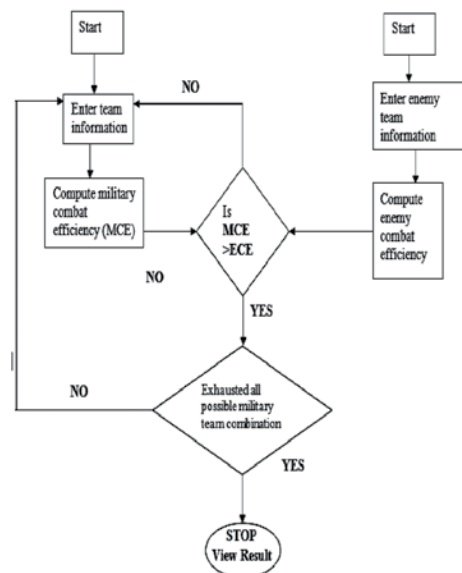 Start
Start
NO
Enter team
information
Enter enemy
team
information
Compute military
combat
efficiency (MCE)
Is
MCE
>ECE
Compute
enemy
combat
efficiency
NO
YES
NO
Exhausted all
possible military
team combination
YES
STOP
View Result